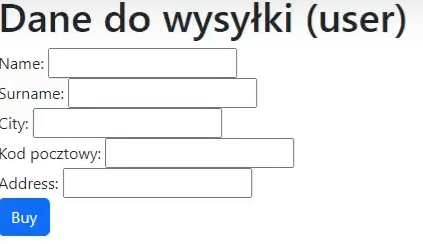 Dane do wysyłki (user)
Name:
Surname:
City:
Kod pocztowy:
Address:
Buy